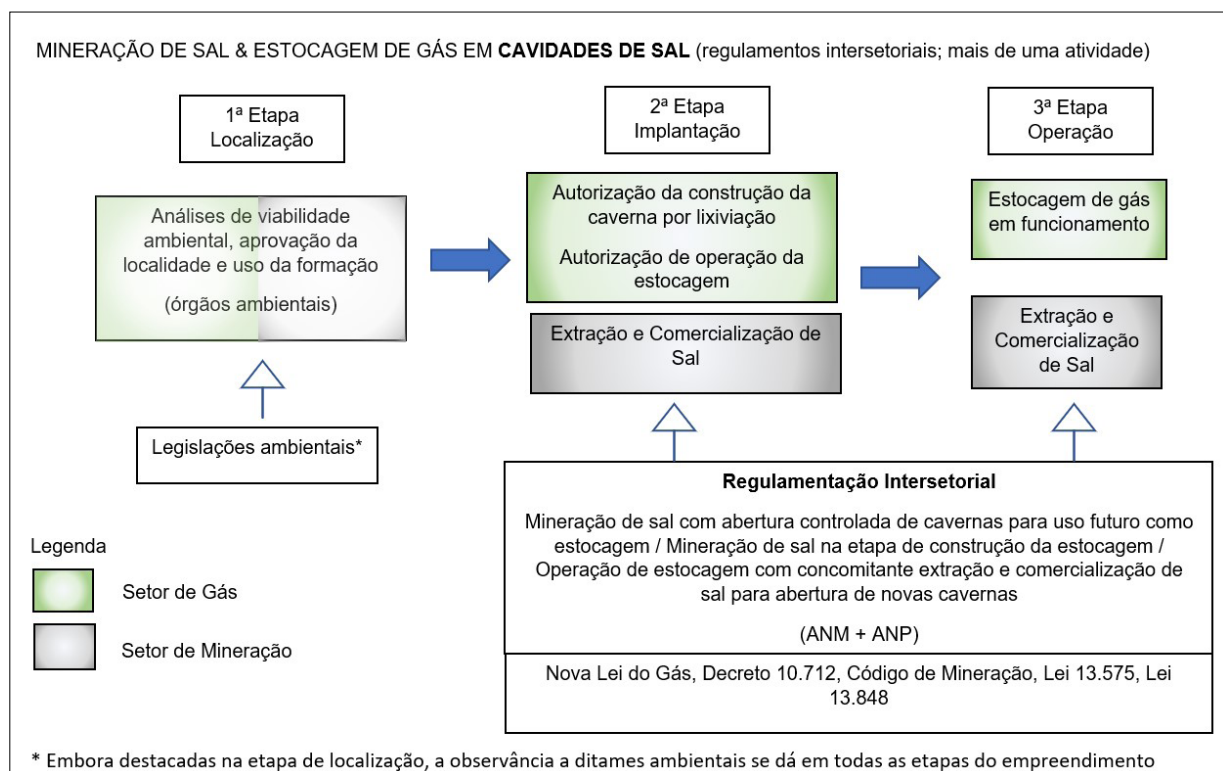 MINERAÇÃO DE SAL & ESTOCAGEM DE GÁS EM CAVIDADES DE SAL (regulamentos intersetoriais; mais de uma atividade)
1ª Etapa
Localização
2ª Etapa
Implantação
3ª Etapa
Operação
Análises de viabilidade
ambiental, aprovação da
localidade e uso da formação
(órgãos ambientais)
Autorização da construção da
caverna por lixiviação
Autorização de operação da
estocagem
Extração e Comercialização de
Sal
Estocagem de gás
em funcionamento
Extração e
Comercialização
de Sal
Legislações ambientais*
Regulamentação Intersetorial
Mineração de sal com abertura controlada de cavernas para uso futuro como
estocagem / Mineração de sal na etapa de construção da estocagem /
Operação de estocagem com concomitante extração e comercialização de
sal para abertura de novas cavernas
(ANM + ANP)
Nova Lei do Gás, Decreto 10.712, Código de Mineração, Lei 13.575, Lei
13.848
Legenda
Setor de Gás
Setor de Mineração
* Embora destacadas na etapa de localização, a observância a ditames ambientais se dá em todas as etapas do empreendimento